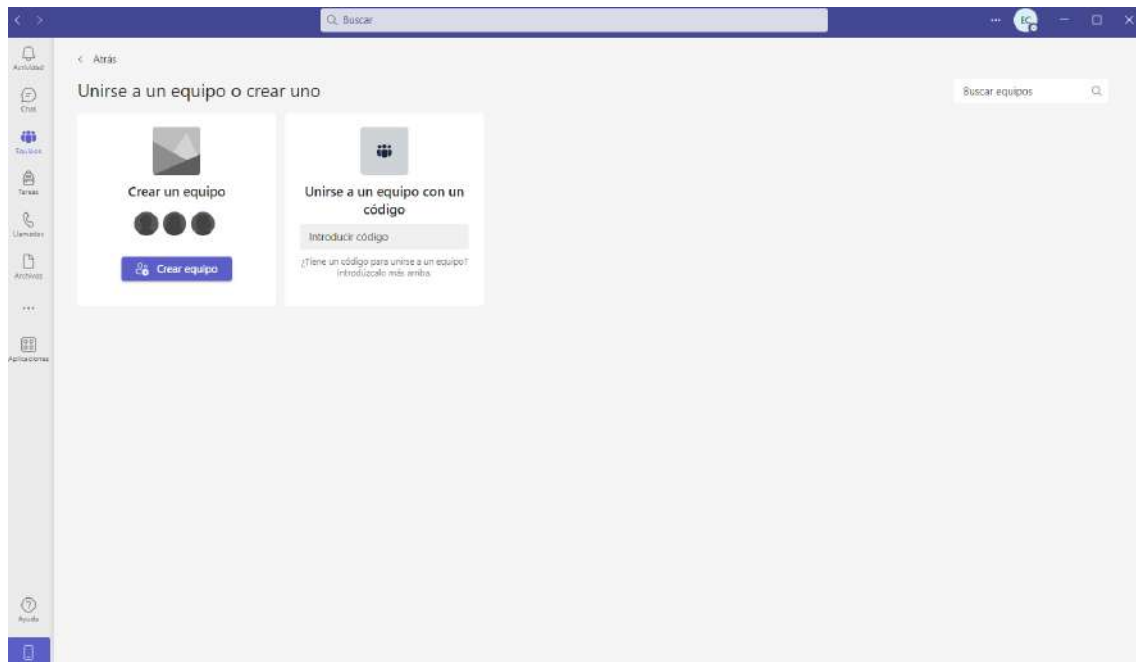 Buscar
EC
Actividad
Chat
Equipos
Tareas
Llamadas
Archivos
Aplicaciones
Ayuda
Atrás
Unirse a un equipo o crear uno
Buscar equipos
Crear un equipo
Crear equipo
Unirse a un equipo con un
código
Introducir código
¿Tiene un código para unirse a un equipo?
Introdúzcalo más arriba.